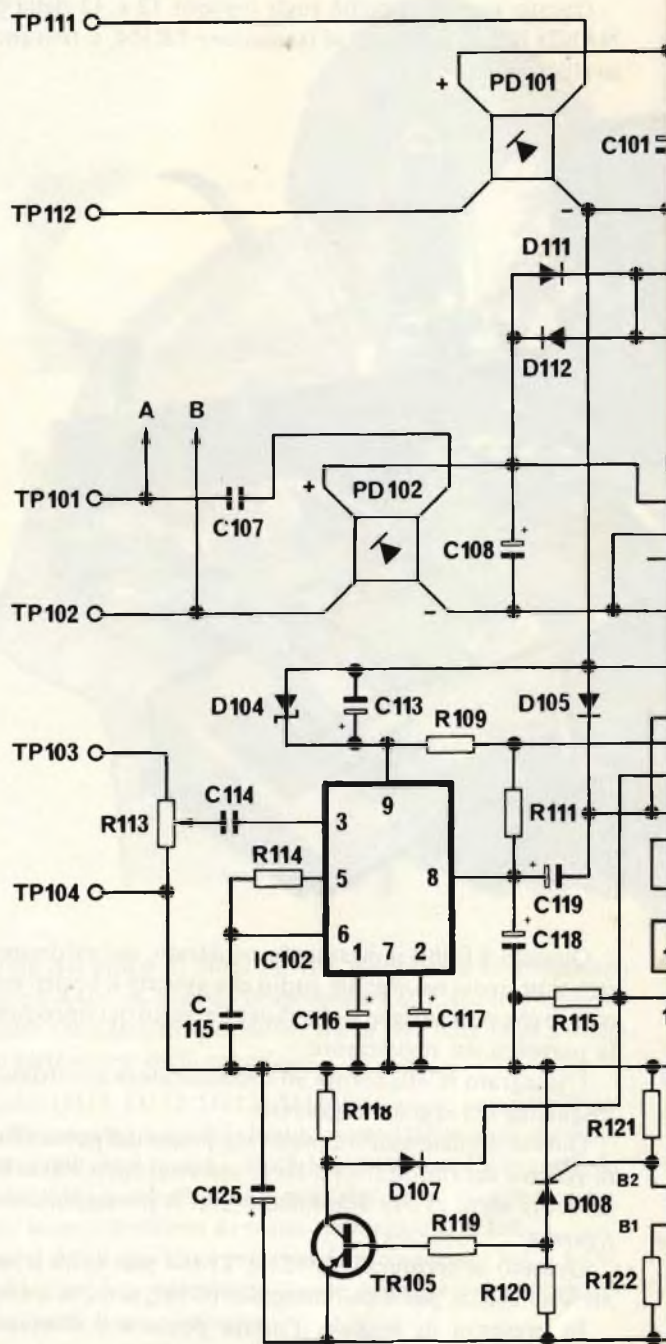 TP111
PD101
+
C101
TP112
−
D111
D112
A B
TP101
+
PD102
C107
C108
+
TP102
−
D104
C113
+
R109
D105
TP103
C114
9
R113
3
R111
R114
5
8
+
C119
TP104
6
IC102
1 7 2
+
C118
C
115
C116
+
C117
+
R115
R118
R121
D107
B2
C125
D108
R119
B1
TR105
R120
R122